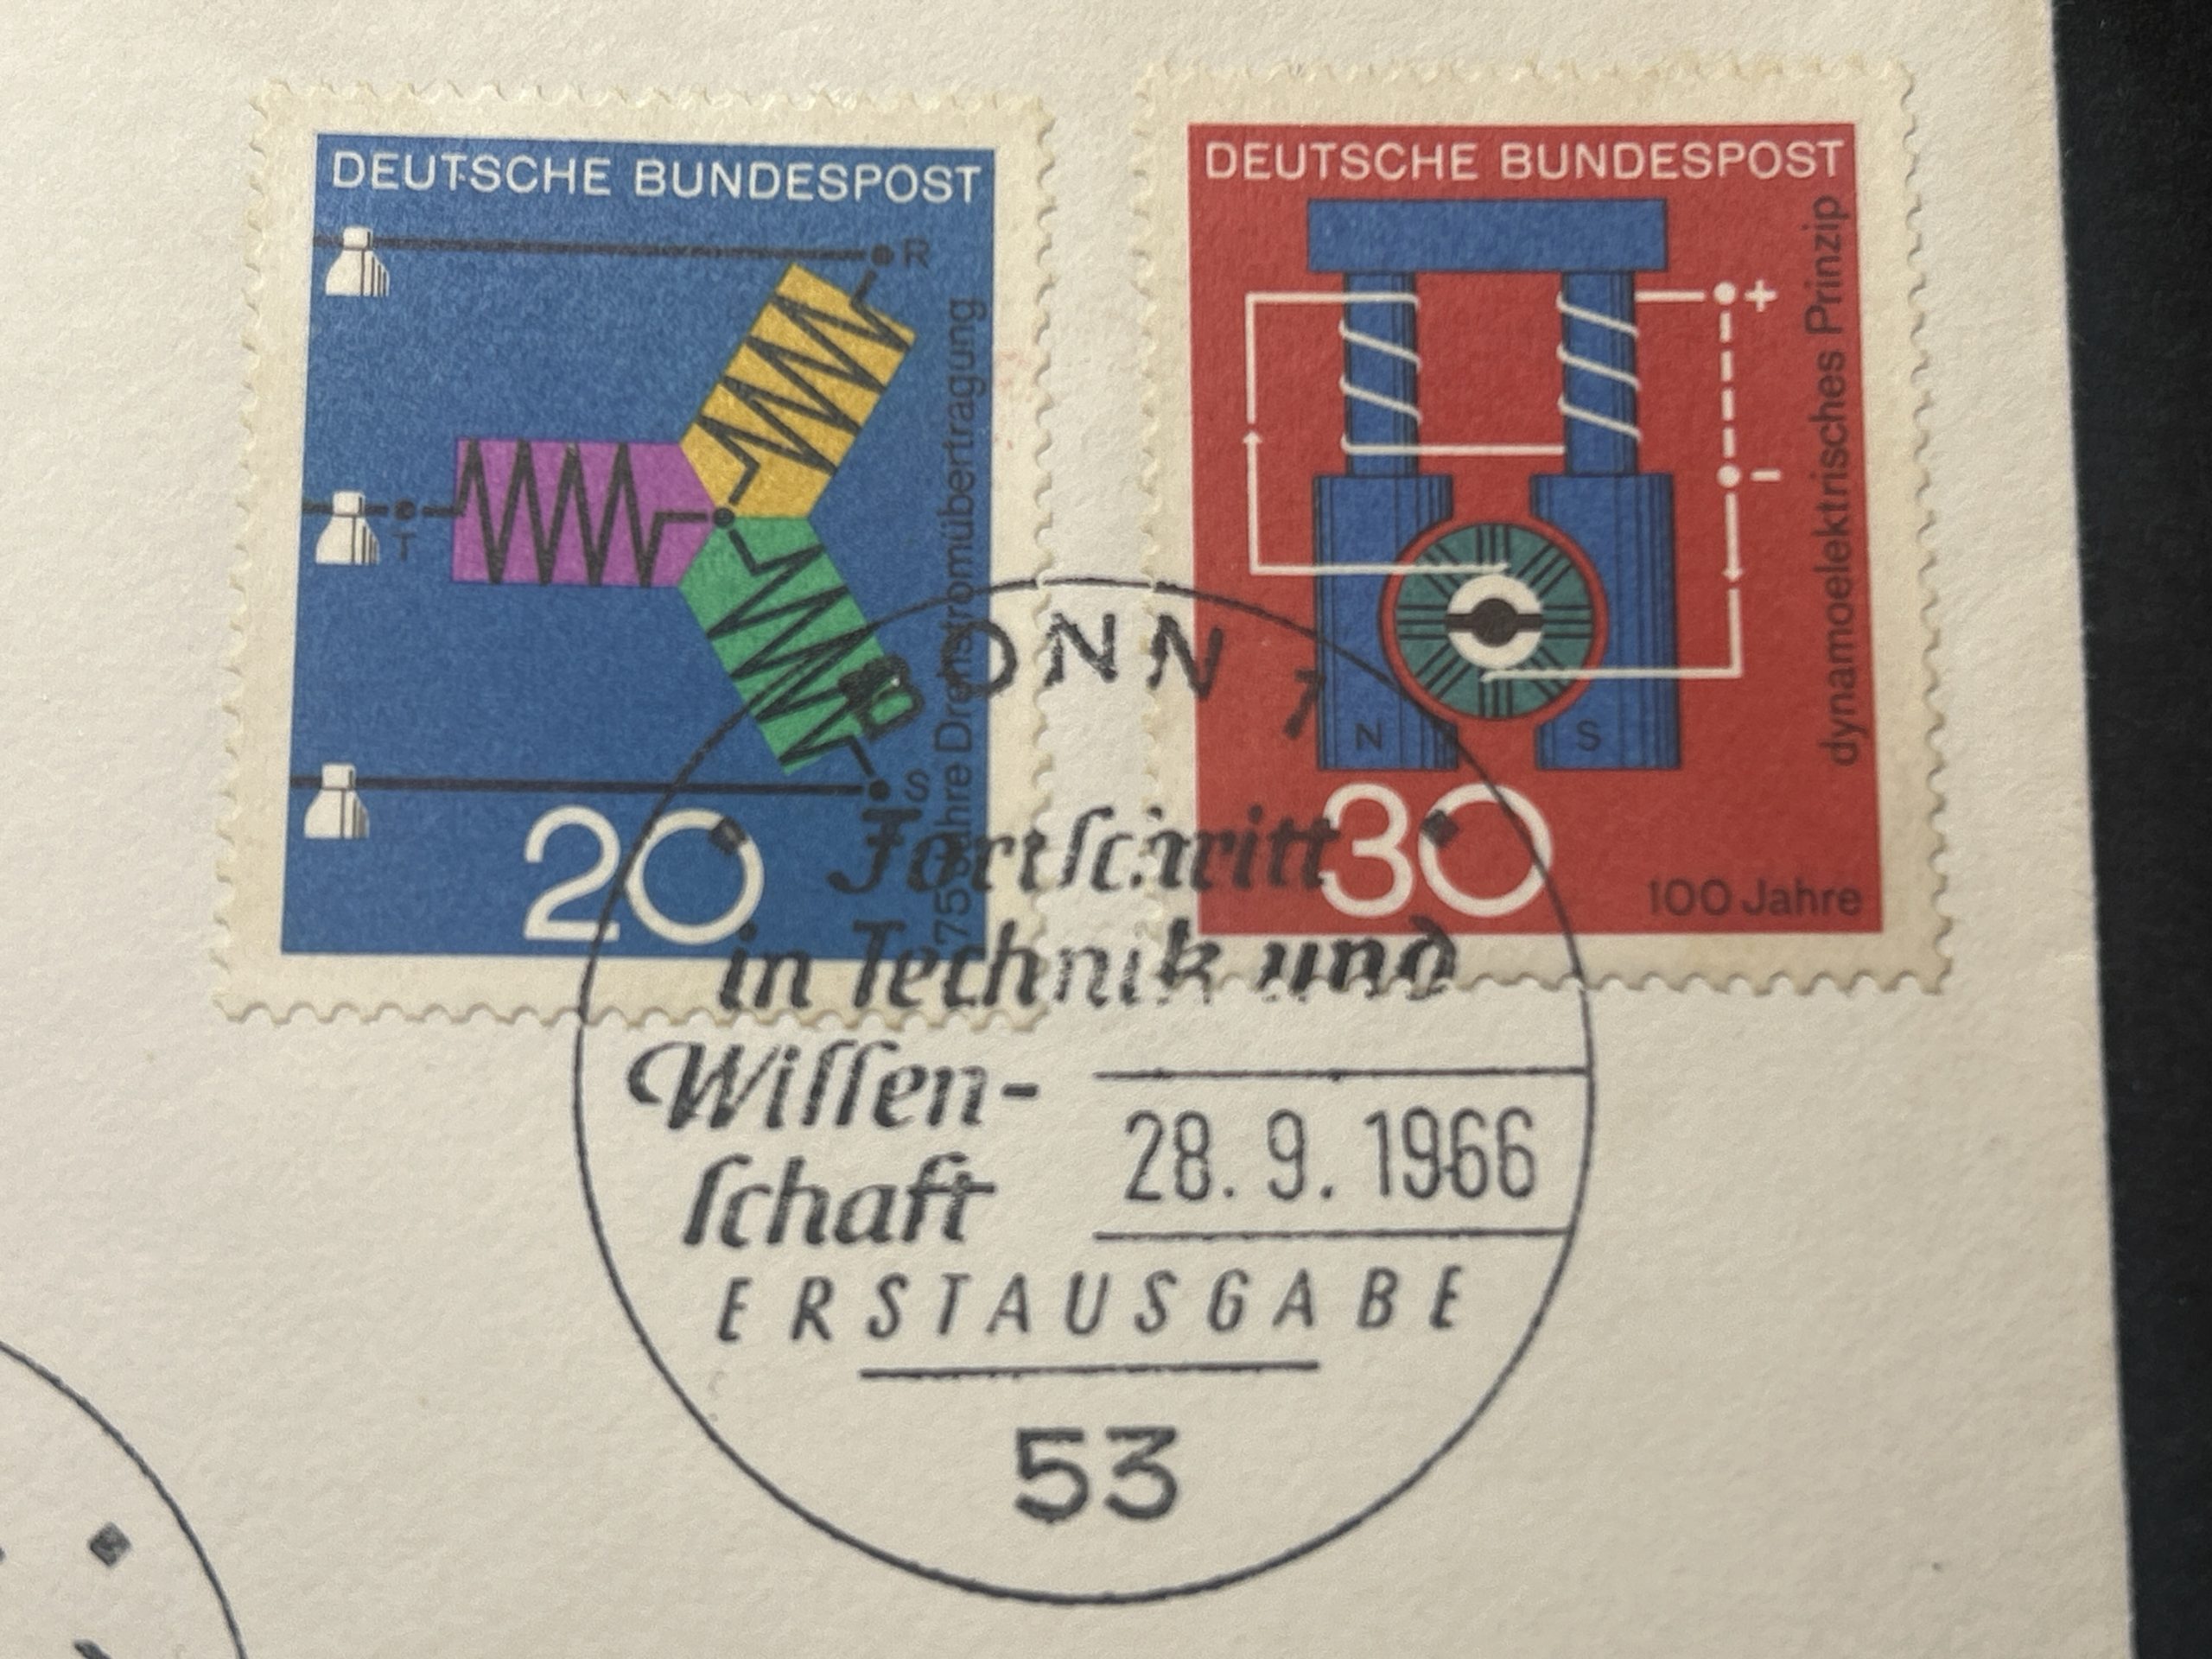 DEUTSCHE BUNDESPOST
R
T
S
75 Jahre Drehstromübertragung
20
DEUTSCHE BUNDESPOST
+
-
dynamoelektrisches Prinzip
N S
30
100 Jahre
BONN 1
Fortſchritt
in Technik und
Wiſſen-
ſchaft
28. 9. 1966
ERSTAUSGABE
53